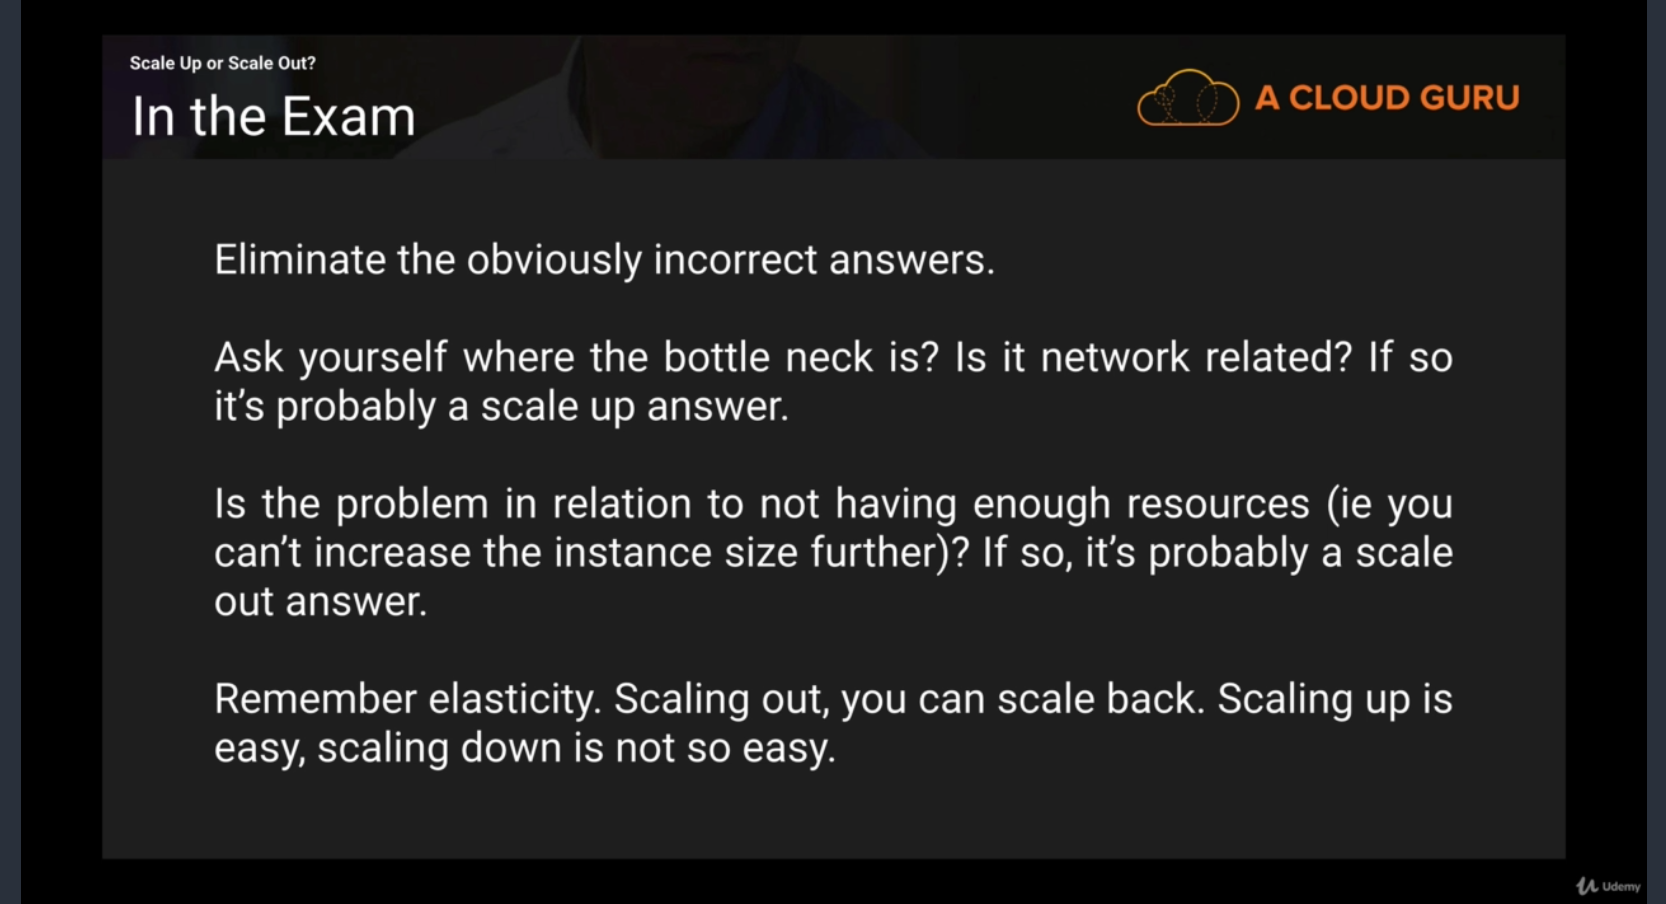 Scale Up or Scale Out?
In the Exam
A CLOUD GURU
Eliminate the obviously incorrect answers.
Ask yourself where the bottle neck is? Is it network related? If so
it’s probably a scale up answer.
Is the problem in relation to not having enough resources (ie you
can’t increase the instance size further)? If so, it’s probably a scale
out answer.
Remember elasticity. Scaling out, you can scale back. Scaling up is
easy, scaling down is not so easy.
Udemy